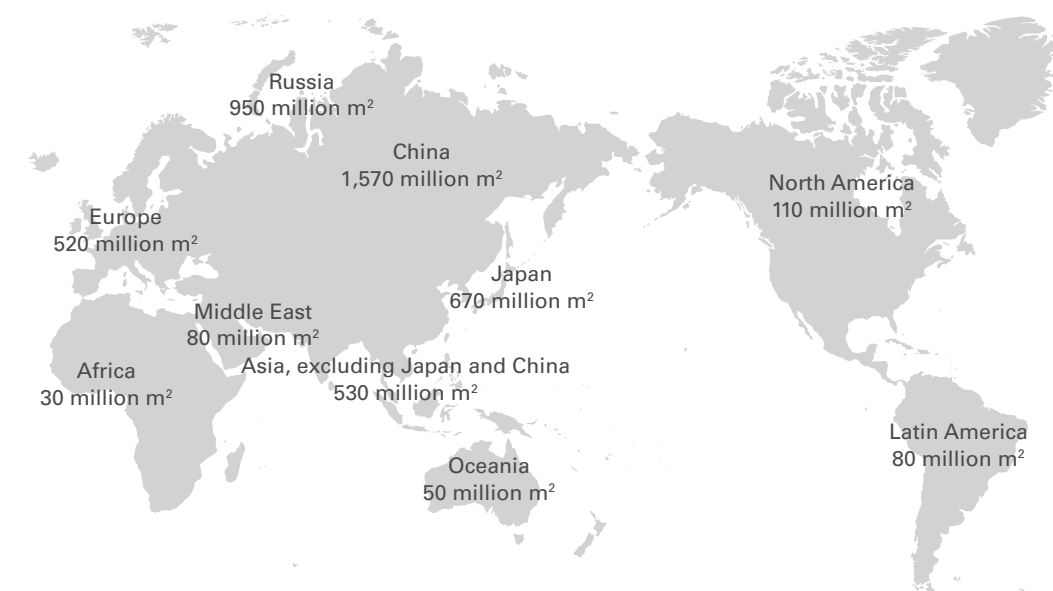 Russia
950 million m²
China
1,570 million m²
North America
110 million m²
Europe
520 million m²
Japan
670 million m²
Middle East
80 million m²
Asia, excluding Japan and China
530 million m²
Africa
30 million m²
Latin America
80 million m²
Oceania
50 million m²